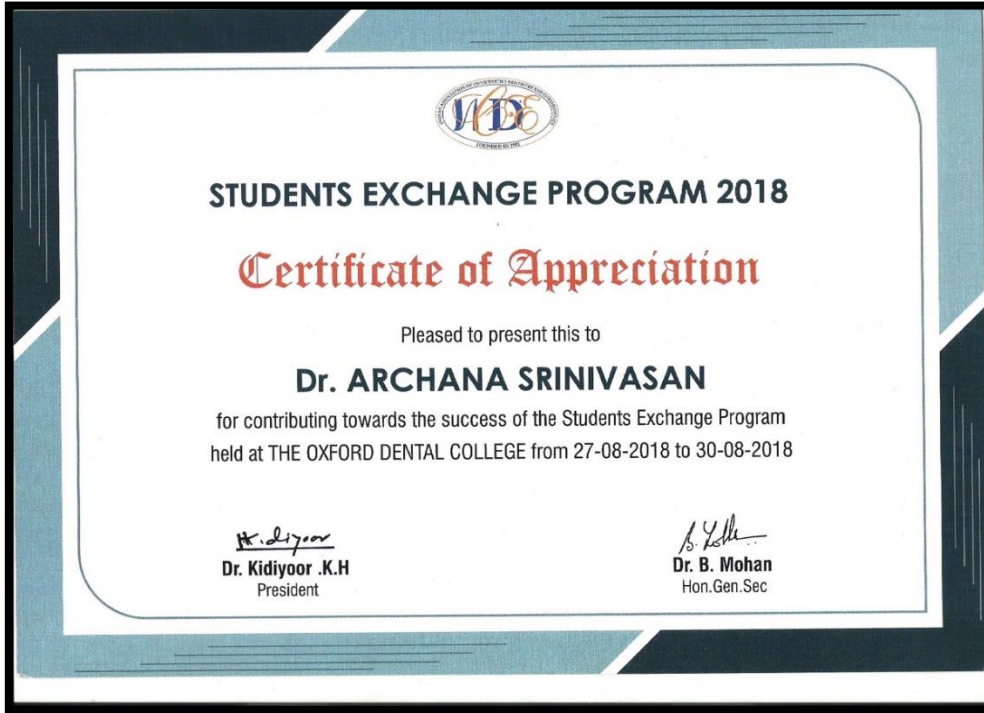 STUDENTS EXCHANGE PROGRAM 2018
Certificate of Appreciation
Pleased to present this to
Dr. ARCHANA SRINIVASAN
for contributing towards the success of the Students Exchange Program
held at THE OXFORD DENTAL COLLEGE from 27-08-2018 to 30-08-2018
Dr. Kidiyoor .K.H
President
Dr. B. Mohan
Hon.Gen.Sec